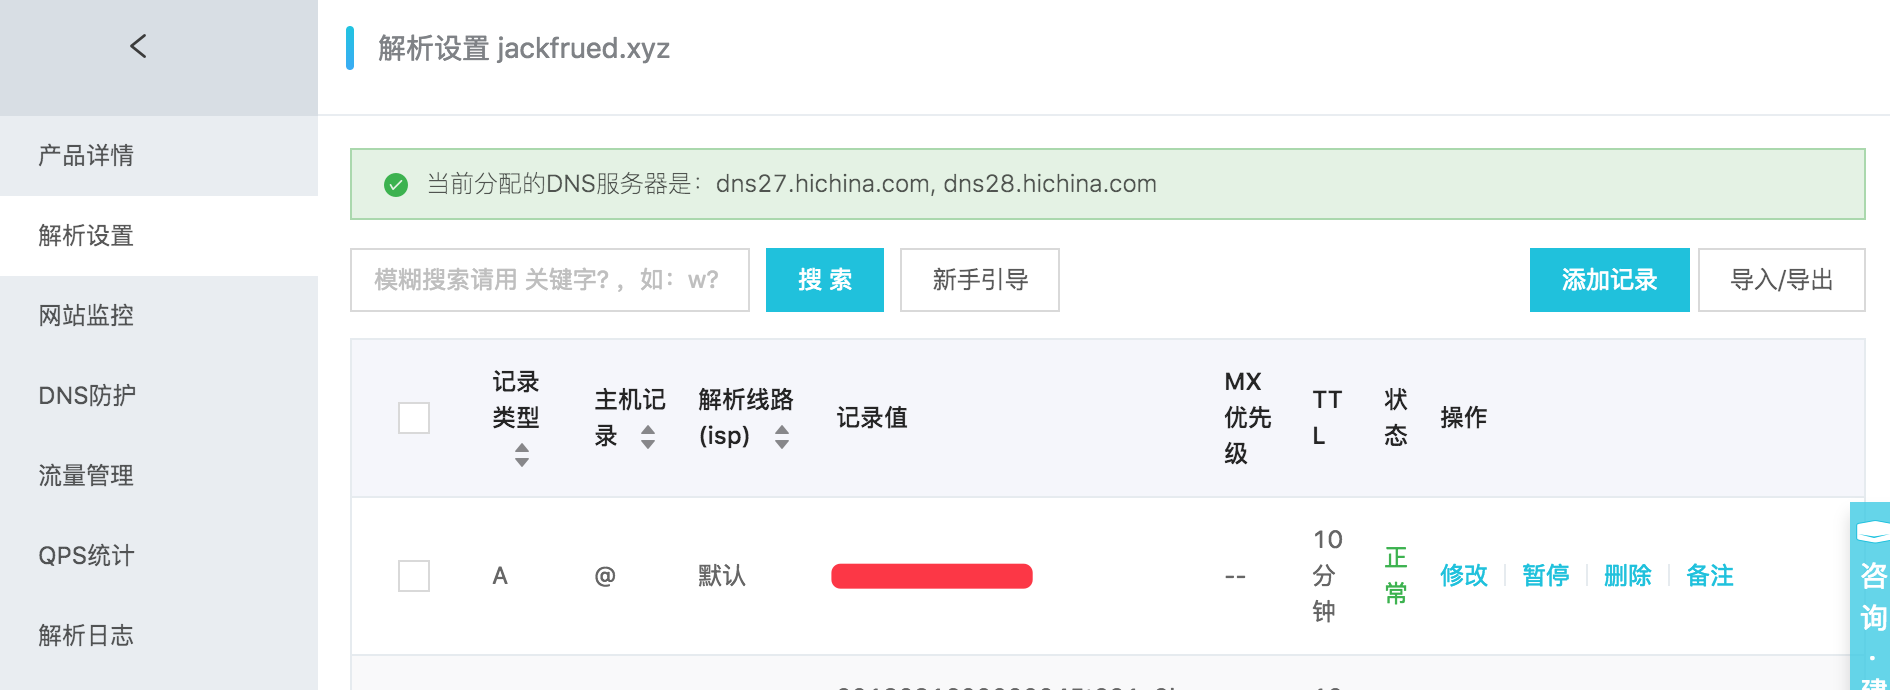 解析设置 jackfrued.xyz
产品详情
解析设置
网站监控
DNS防护
流量管理
QPS统计
解析日志
当前分配的DNS服务器是： dns27.hichina.com, dns28.hichina.com
模糊搜索请用 关键字?， 如：w?
搜 索
新手引导
添加记录
导入/导出
记录
类型
主机记
录
解析线路
(isp)
记录值
MX
优先
级
TT
L
状
态
操作
A
@
默认
--
10
分
钟
正
常
修改
暂停
删除
备注
咨
询
·
建